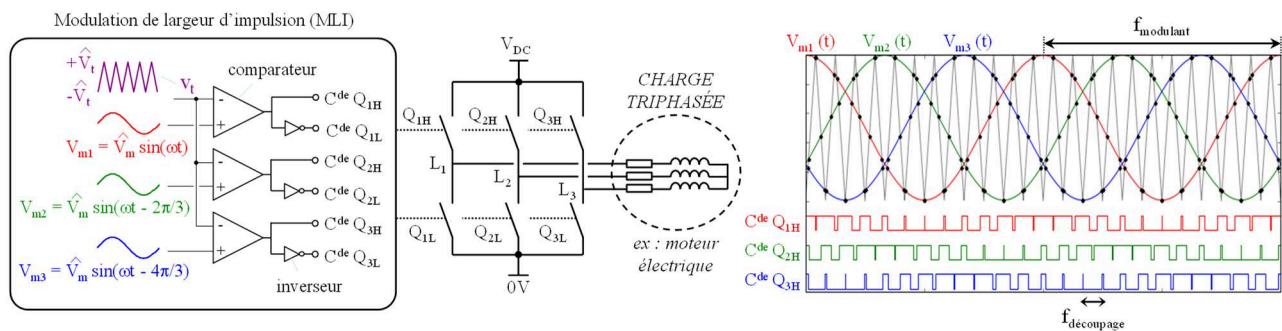 Modulation de largeur d'impulsion (MLI)
+V̂t
-V̂t
vt
comparateur
-
+
Cde Q1H
Cde Q1L
Vm1 = V̂m sin(ωt)
-
+
Cde Q2H
Cde Q2L
Vm2 = V̂m sin(ωt - 2π/3)
-
+
Cde Q3H
Cde Q3L
Vm3 = V̂m sin(ωt - 4π/3)
inverseur
VDC
Q1H
Q2H
Q3H
L1
L2
L3
Q1L
Q2L
Q3L
0V
CHARGE
TRIPHASÉE
ex : moteur
électrique
fmodulant
Vm1 (t)
Vm2 (t)
Vm3 (t)
Cde Q1H
Cde Q2H
Cde Q3H
fdécoupage